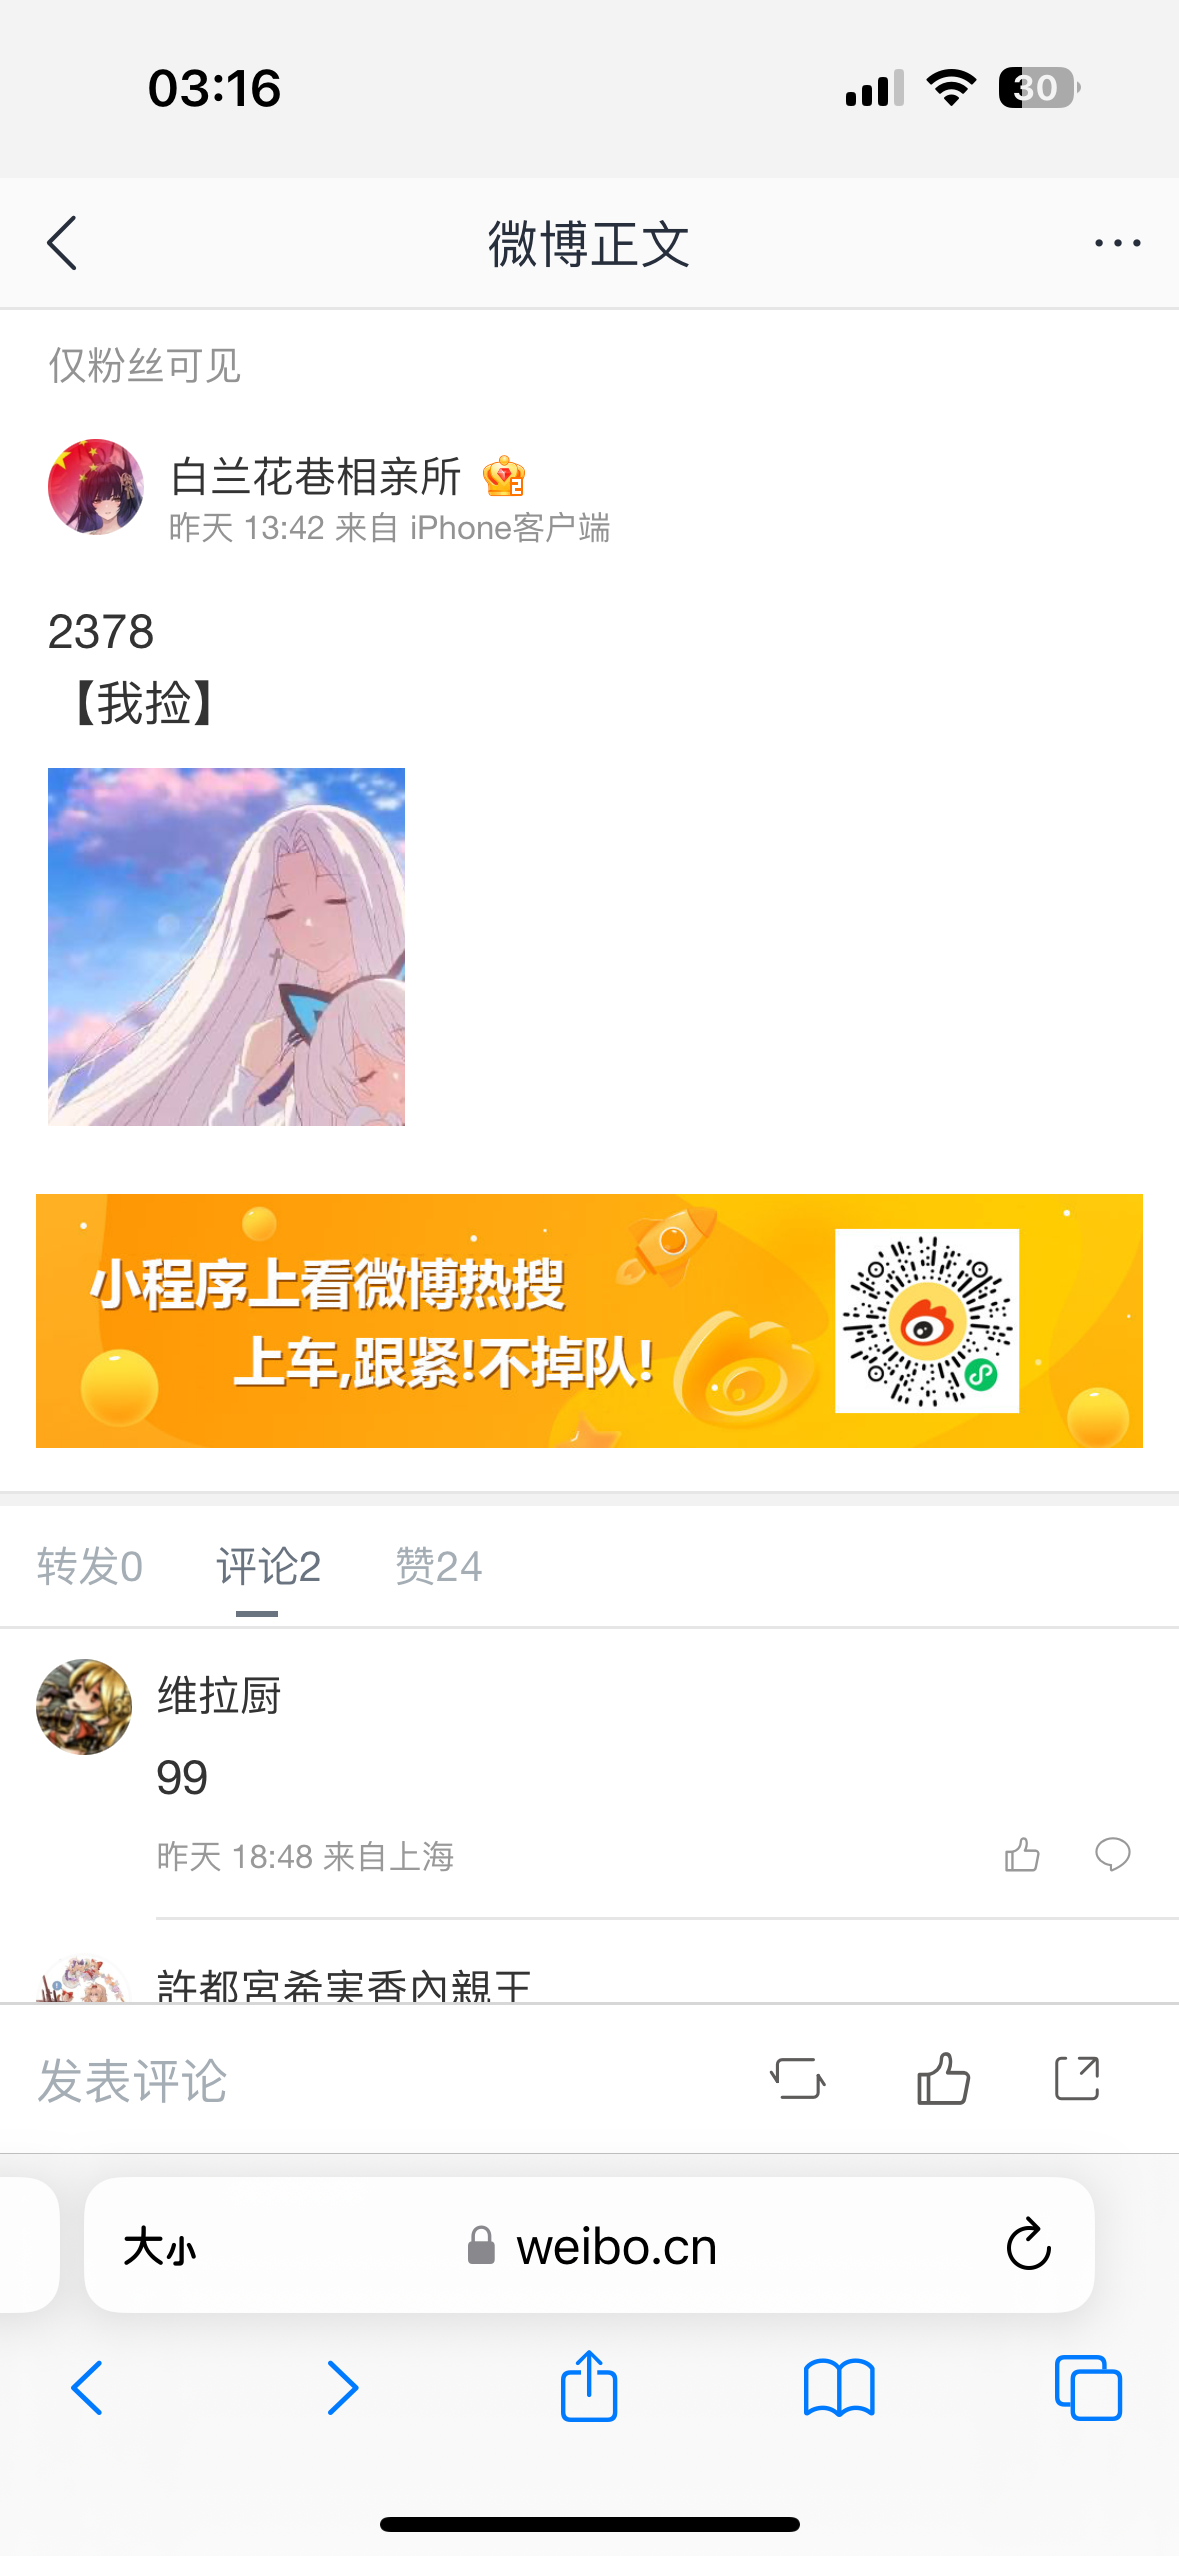 03:16
30
微博正文
仅粉丝可见
白兰花巷相亲所
2
昨天 13:42 来自 iPhone客户端
2378
【我捡】
小程序上看微博热搜
上车,跟紧!不掉队!
转发0 评论2 赞24
维拉厨
99
昨天 18:48 来自上海
許都宮希実香內親王
发表评论
大小 weibo.cn